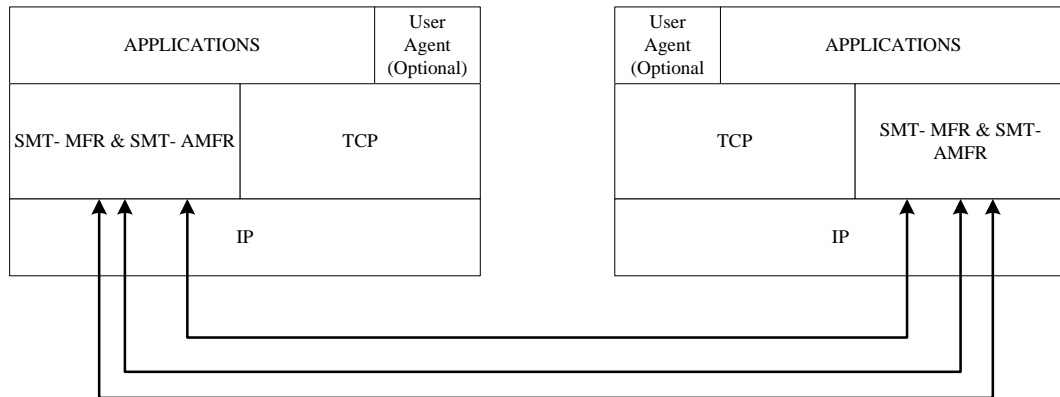 APPLICATIONS
User
Agent
(Optional)
SMT- MFR & SMT- AMFR
TCP
IP
User
Agent
(Optional
APPLICATIONS
TCP
SMT- MFR & SMT-
AMFR
IP